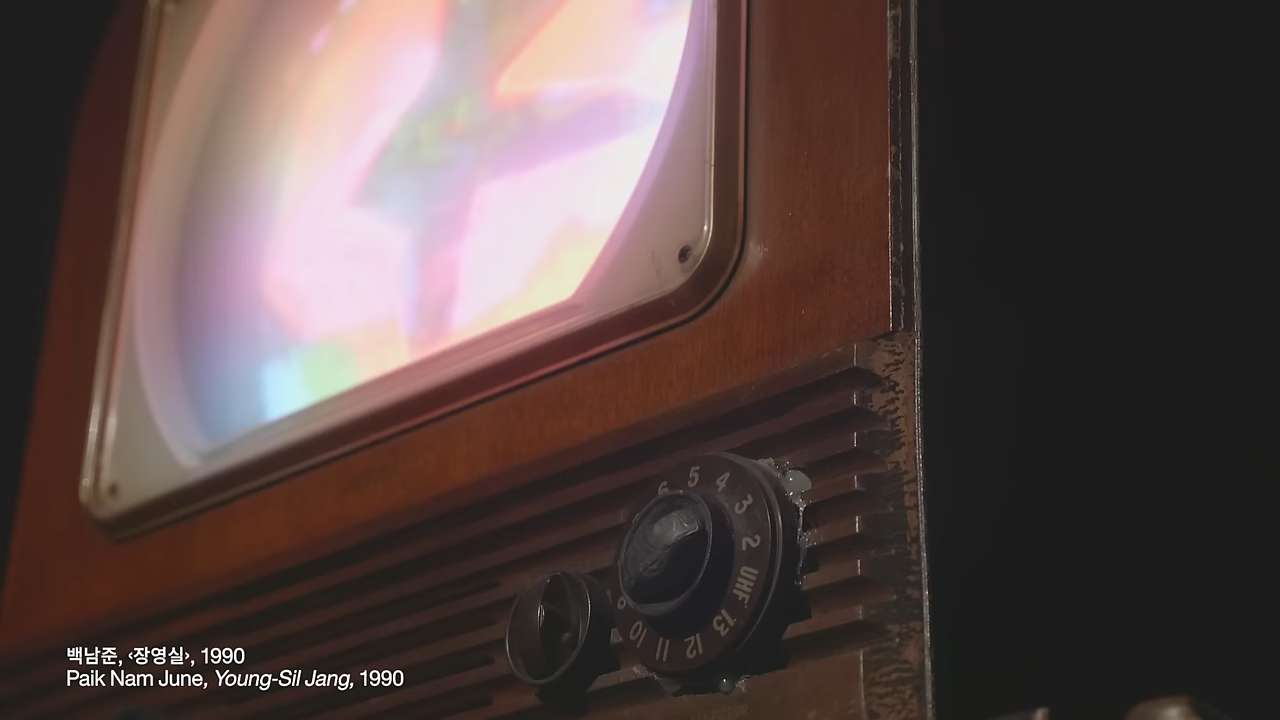 6 5 4 3 2 UHF 13 12 11 10
백남준, ‹장영실›, 1990
Paik Nam June, Young-Sil Jang, 1990